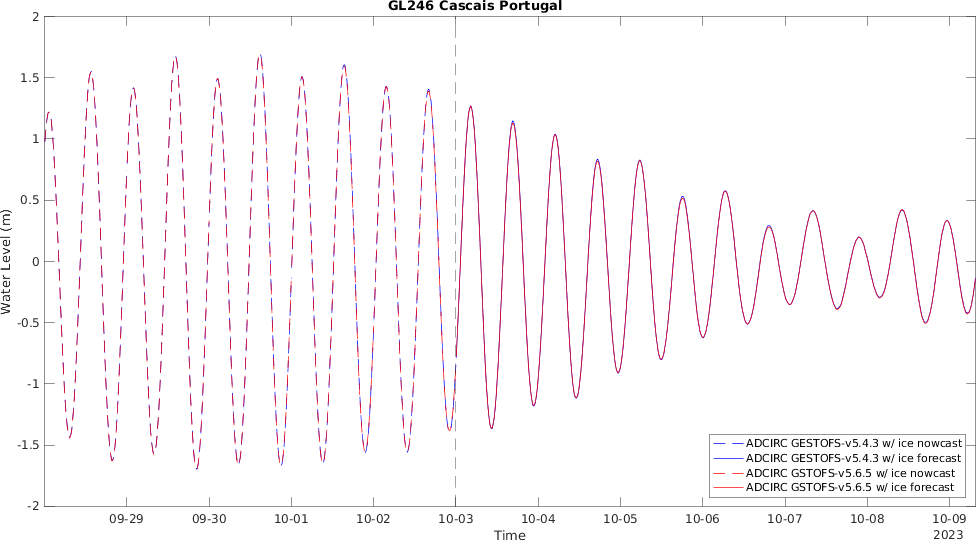 GL246 Cascais Portugal
2
1.5
1
0.5
0
-0.5
-1
-1.5
-2
Water Level (m)
ADCIRC GESTOFS-v5.4.3 w/ ice nowcast
ADCIRC GESTOFS-v5.4.3 w/ ice forecast
ADCIRC GSTOFS-v5.6.5 w/ ice nowcast
ADCIRC GSTOFS-v5.6.5 w/ ice forecast
09-29 09-30 10-01 10-02 10-03 10-04 10-05 10-06 10-07 10-08 10-09
Time
2023